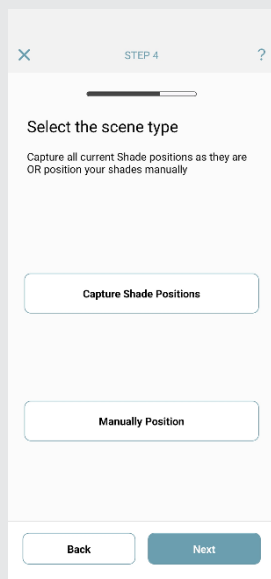 STEP 4
?
Select the scene type
Capture all current Shade positions as they are
OR position your shades manually
Capture Shade Positions
Manually Position
Back
Next